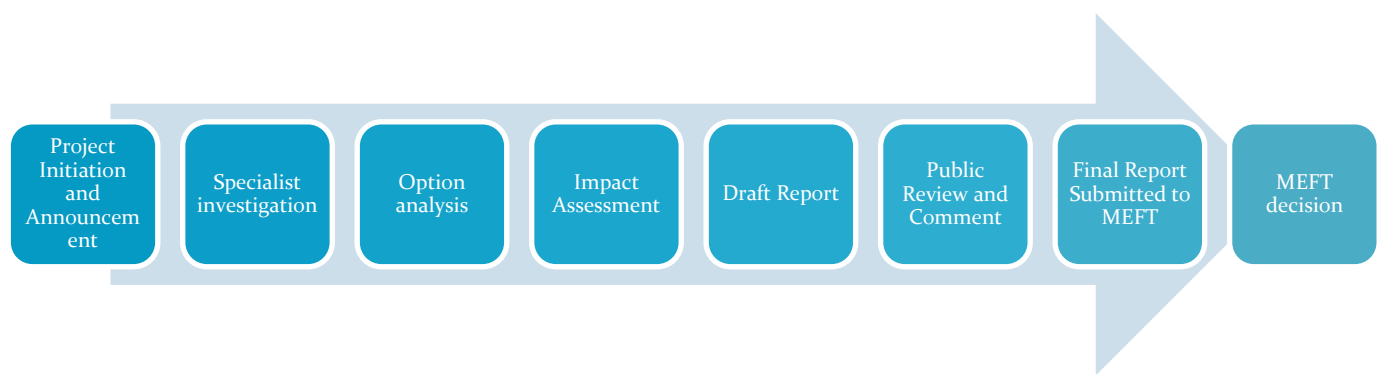 Project
Initiation
and
Announcem
ent
Specialist
investigation
Option
analysis
Impact
Assessment
Draft Report
Public
Review and
Comment
Final Report
Submitted to
MEFT
MEFT
decision